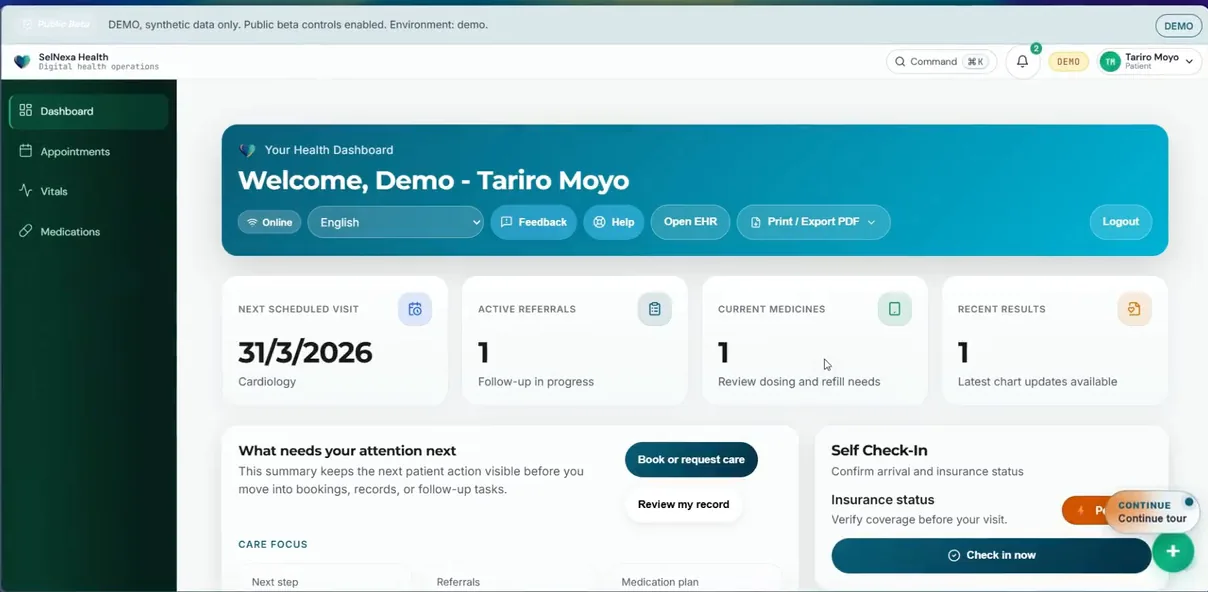 Public Beta
DEMO, synthetic data only. Public beta controls enabled. Environment: demo.
DEMO
SelNexa Health
Digital health operations
Command ⌘K
2
DEMO
TM
Tariro Moyo
Patient
Dashboard
Appointments
Vitals
Medications
Your Health Dashboard
Welcome, Demo - Tariro Moyo
Online
English
Feedback
Help
Open EHR
Print / Export PDF
Logout
NEXT SCHEDULED VISIT
31/3/2026
Cardiology
ACTIVE REFERRALS
1
Follow-up in progress
CURRENT MEDICINES
1
Review dosing and refill needs
RECENT RESULTS
1
Latest chart updates available
What needs your attention next
This summary keeps the next patient action visible before you
move into bookings, records, or follow-up tasks.
Book or request care
Review my record
CARE FOCUS
Next step
Referrals
Medication plan
Self Check-In
Confirm arrival and insurance status
Insurance status
Verify coverage before your visit.
CONTINUE
Continue tour
Check in now